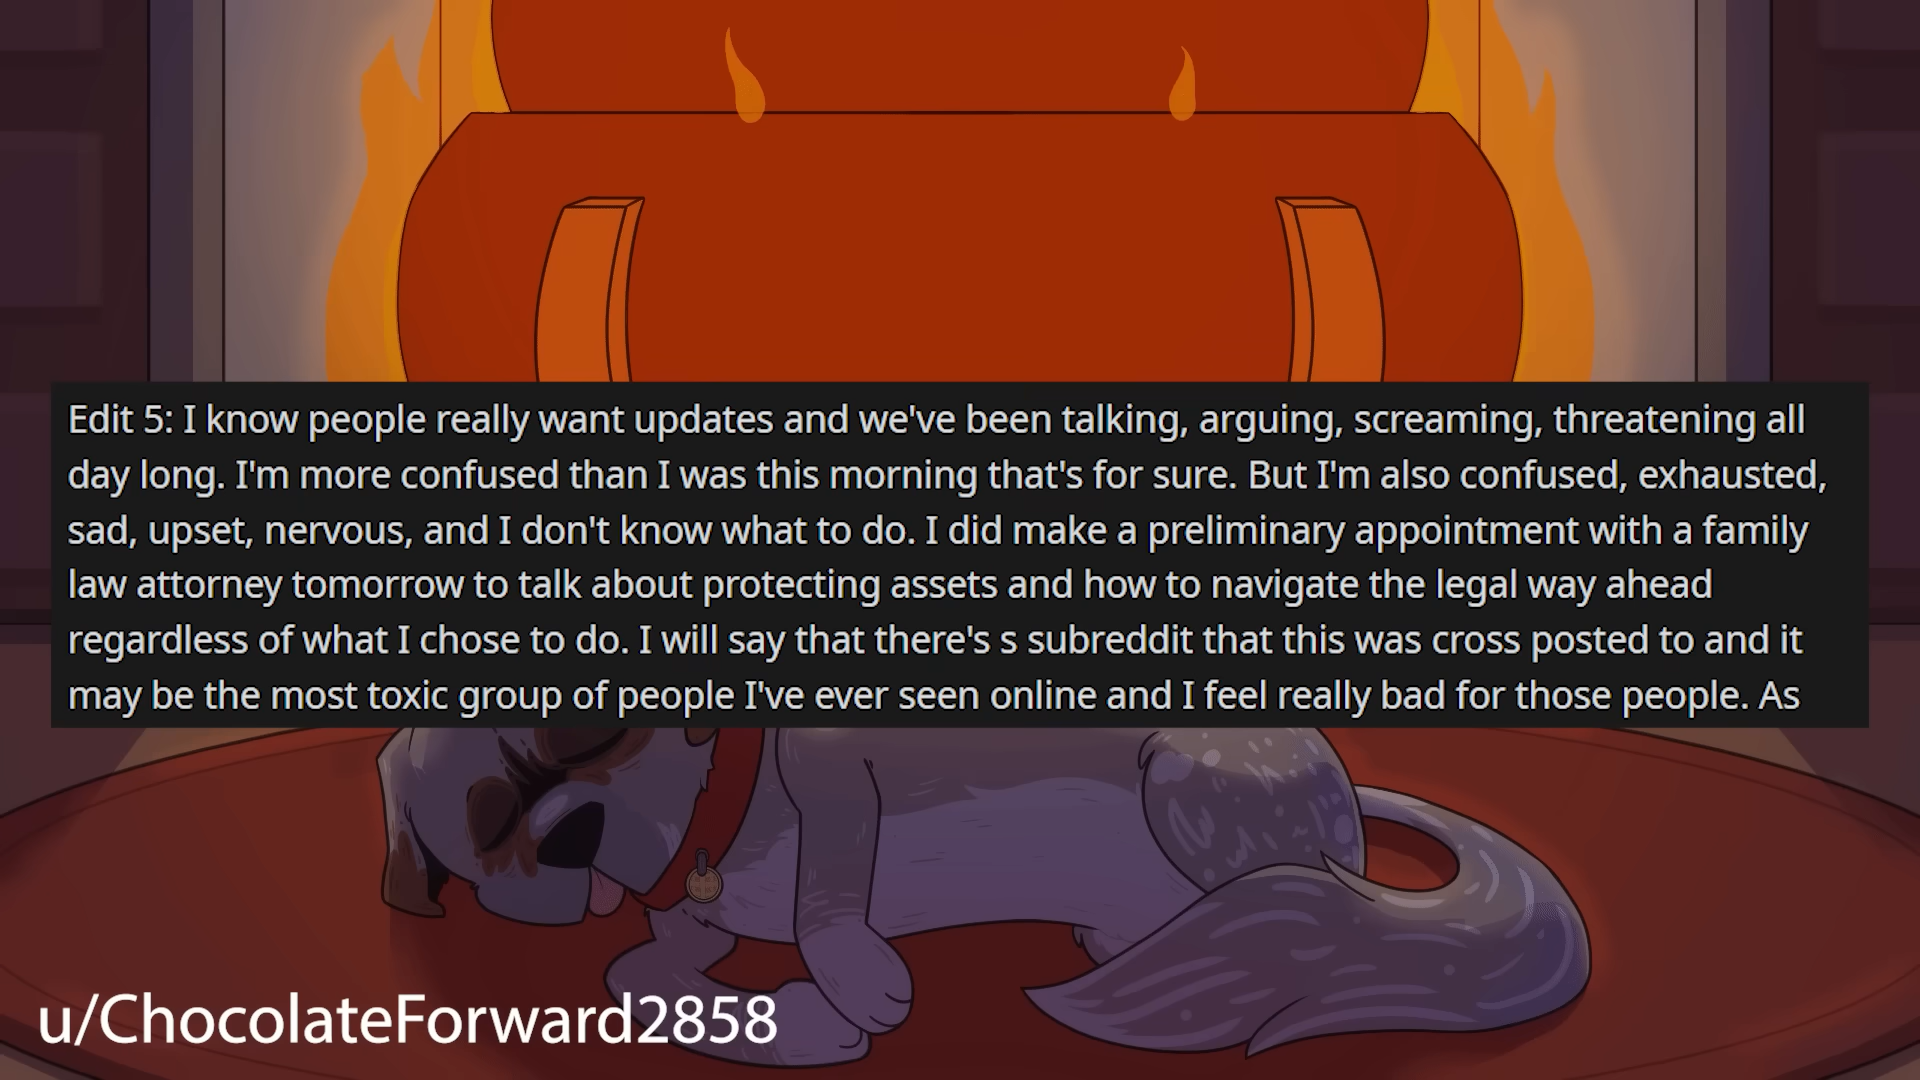 Edit 5: I know people really want updates and we've been talking, arguing, screaming, threatening all
day long. I'm more confused than I was this morning that's for sure. But I'm also confused, exhausted,
sad, upset, nervous, and I don't know what to do. I did make a preliminary appointment with a family
law attorney tomorrow to talk about protecting assets and how to navigate the legal way ahead
regardless of what I chose to do. I will say that there's s subreddit that this was cross posted to and it
may be the most toxic group of people I've ever seen online and I feel really bad for those people. As
u/ChocolateForward2858